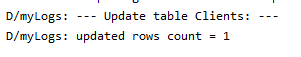 D/myLogs: --- Update table Clients: ---
D/myLogs: updated rows count = 1